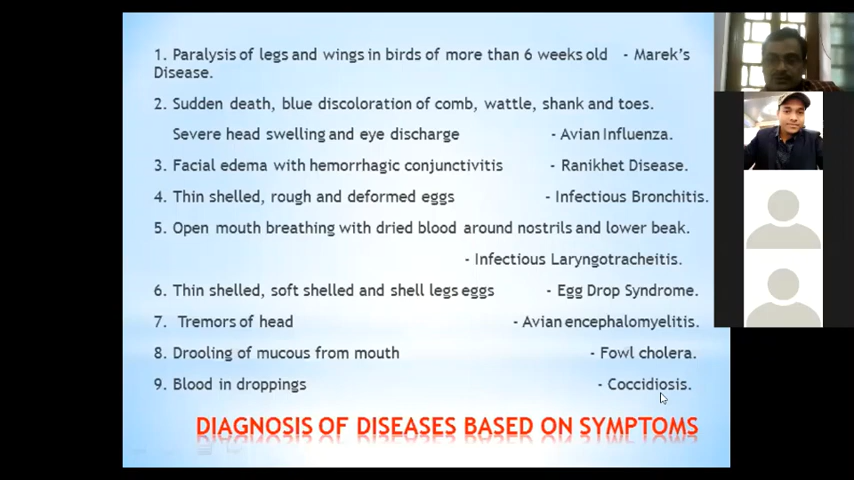 1. Paralysis of legs and wings in birds of more than 6 weeks old - Marek's
Disease.
2. Sudden death, blue discoloration of comb, wattle, shank and toes.
Severe head swelling and eye discharge - Avian Influenza.
3. Facial edema with hemorrhagic conjunctivitis - Ranikhet Disease.
4. Thin shelled, rough and deformed eggs - Infectious Bronchitis.
5. Open mouth breathing with dried blood around nostrils and lower beak.
- Infectious Laryngotracheitis.
6. Thin shelled, soft shelled and shell legs eggs - Egg Drop Syndrome.
7. Tremors of head - Avian encephalomyelitis.
8. Drooling of mucous from mouth - Fowl cholera.
9. Blood in droppings - Coccidiosis.
DIAGNOSIS OF DISEASES BASED ON SYMPTOMS